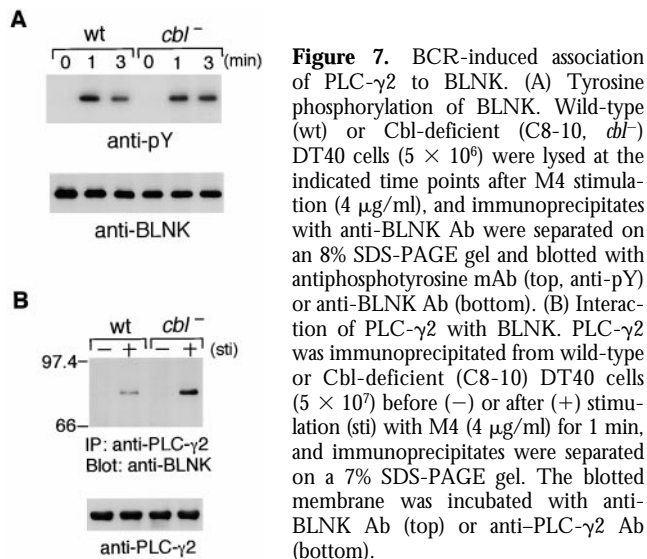 A
wt cbl –
0 1 3 0 1 3 (min)
anti-pY
anti-BLNK
B
wt cbl –
– + – + (sti)
97.4–
66–
IP: anti-PLC-γ2
Blot: anti-BLNK
anti-PLC-γ2
Figure 7. BCR-induced association
of PLC-γ2 to BLNK. (A) Tyrosine
phosphorylation of BLNK. Wild-type
(wt) or Cbl-deficient (C8-10, cbl–)
DT40 cells (5 × 10⁶) were lysed at the
indicated time points after M4 stimula-
tion (4 μg/ml), and immunoprecipitates
with anti-BLNK Ab were separated on
an 8% SDS-PAGE gel and blotted with
antiphosphotyrosine mAb (top, anti-pY)
or anti-BLNK Ab (bottom). (B) Interac-
tion of PLC-γ2 with BLNK. PLC-γ2
was immunoprecipitated from wild-type
or Cbl-deficient (C8-10) DT40 cells
(5 × 10⁷) before (−) or after (+) stimu-
lation (sti) with M4 (4 μg/ml) for 1 min,
and immunoprecipitates were separated
on a 7% SDS-PAGE gel. The blotted
membrane was incubated with anti-
BLNK Ab (top) or anti–PLC-γ2 Ab
(bottom).